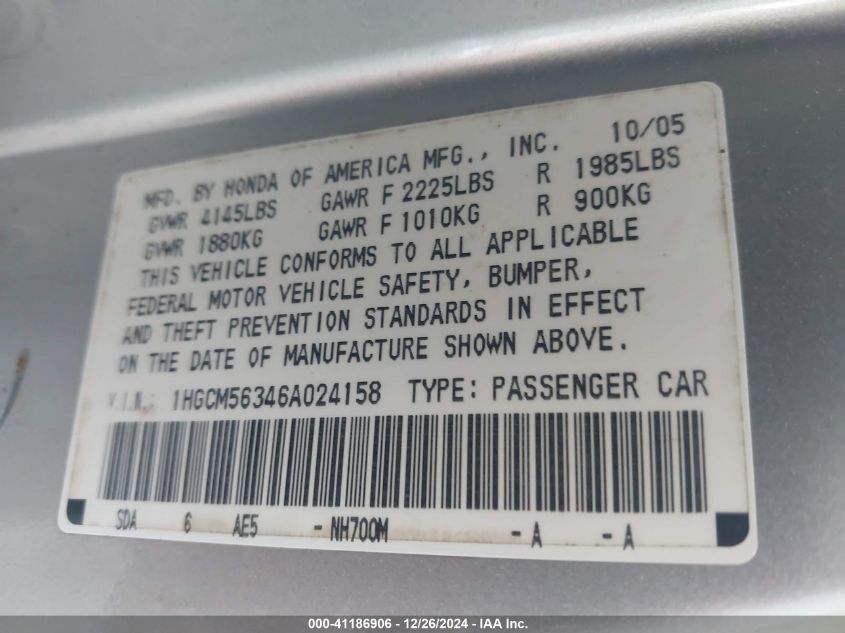 MFD. BY HONDA OF AMERICA MFG., INC. 10/05
GVWR 4145LBS GAWR F 2225LBS R 1985LBS
GVWR 1880KG GAWR F 1010KG R 900KG
THIS VEHICLE CONFORMS TO ALL APPLICABLE
FEDERAL MOTOR VEHICLE SAFETY, BUMPER,
AND THEFT PREVENTION STANDARDS IN EFFECT
ON THE DATE OF MANUFACTURE SHOWN ABOVE.
V.I.N.: 1HGCM56346A024158 TYPE: PASSENGER CAR
SDA 6 AE5 - NH700M - A - A
000-41186906 - 12/26/2024 - IAA Inc.